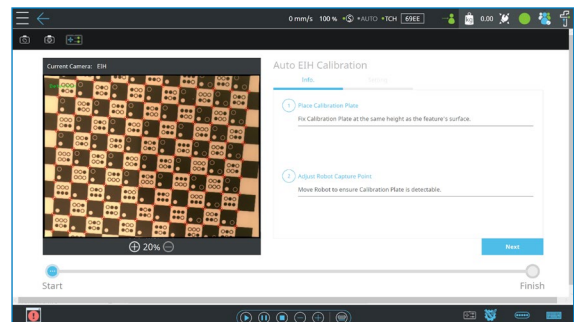 0 mm/s 100 % •Ⓢ •AUTO •TCH 69EE
kg 0.00
Current Camera: EIH
Auto EIH Calibration
Info
1 Place Calibration Plate
Fix Calibration Plate at the same height as the feature's surface.
2 Adjust Robot Capture Point
Move Robot to ensure Calibration Plate is detectable.
20%
Next
Start
Finish